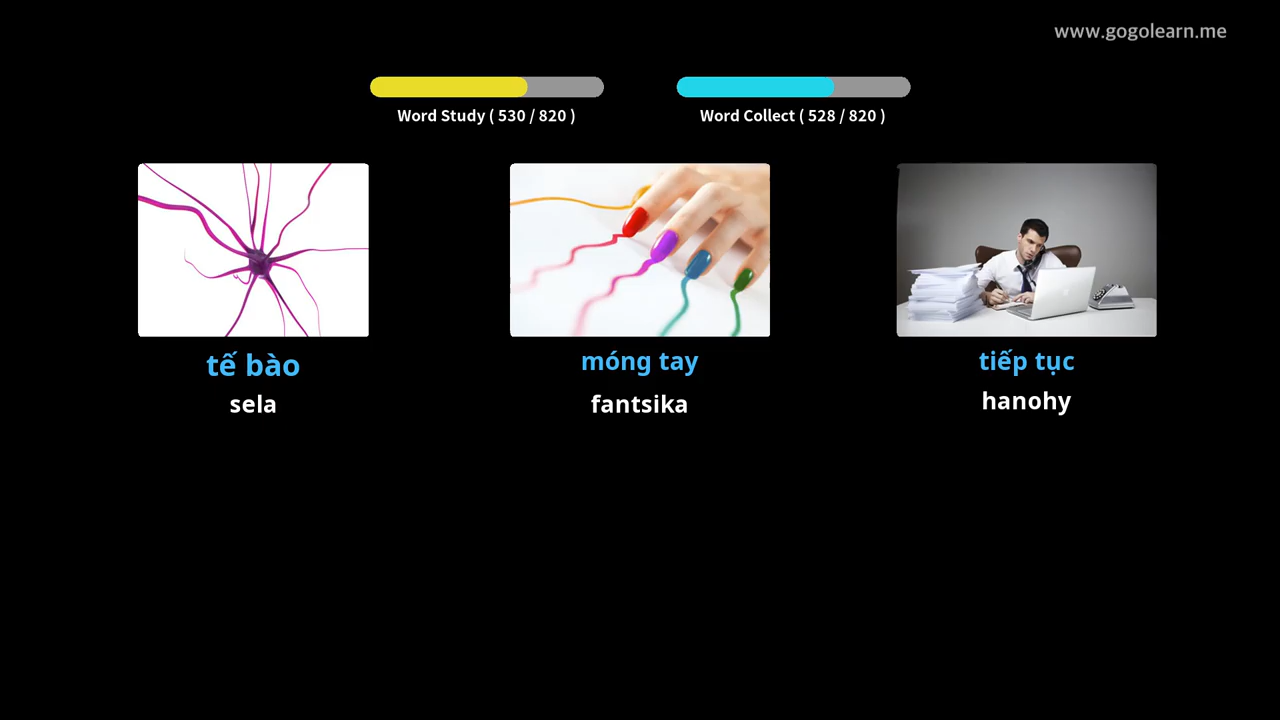 www.gogolearn.me
Word Study ( 530 / 820 )
Word Collect ( 528 / 820 )
tế bào
sela
móng tay
fantsika
tiếp tục
hanohy